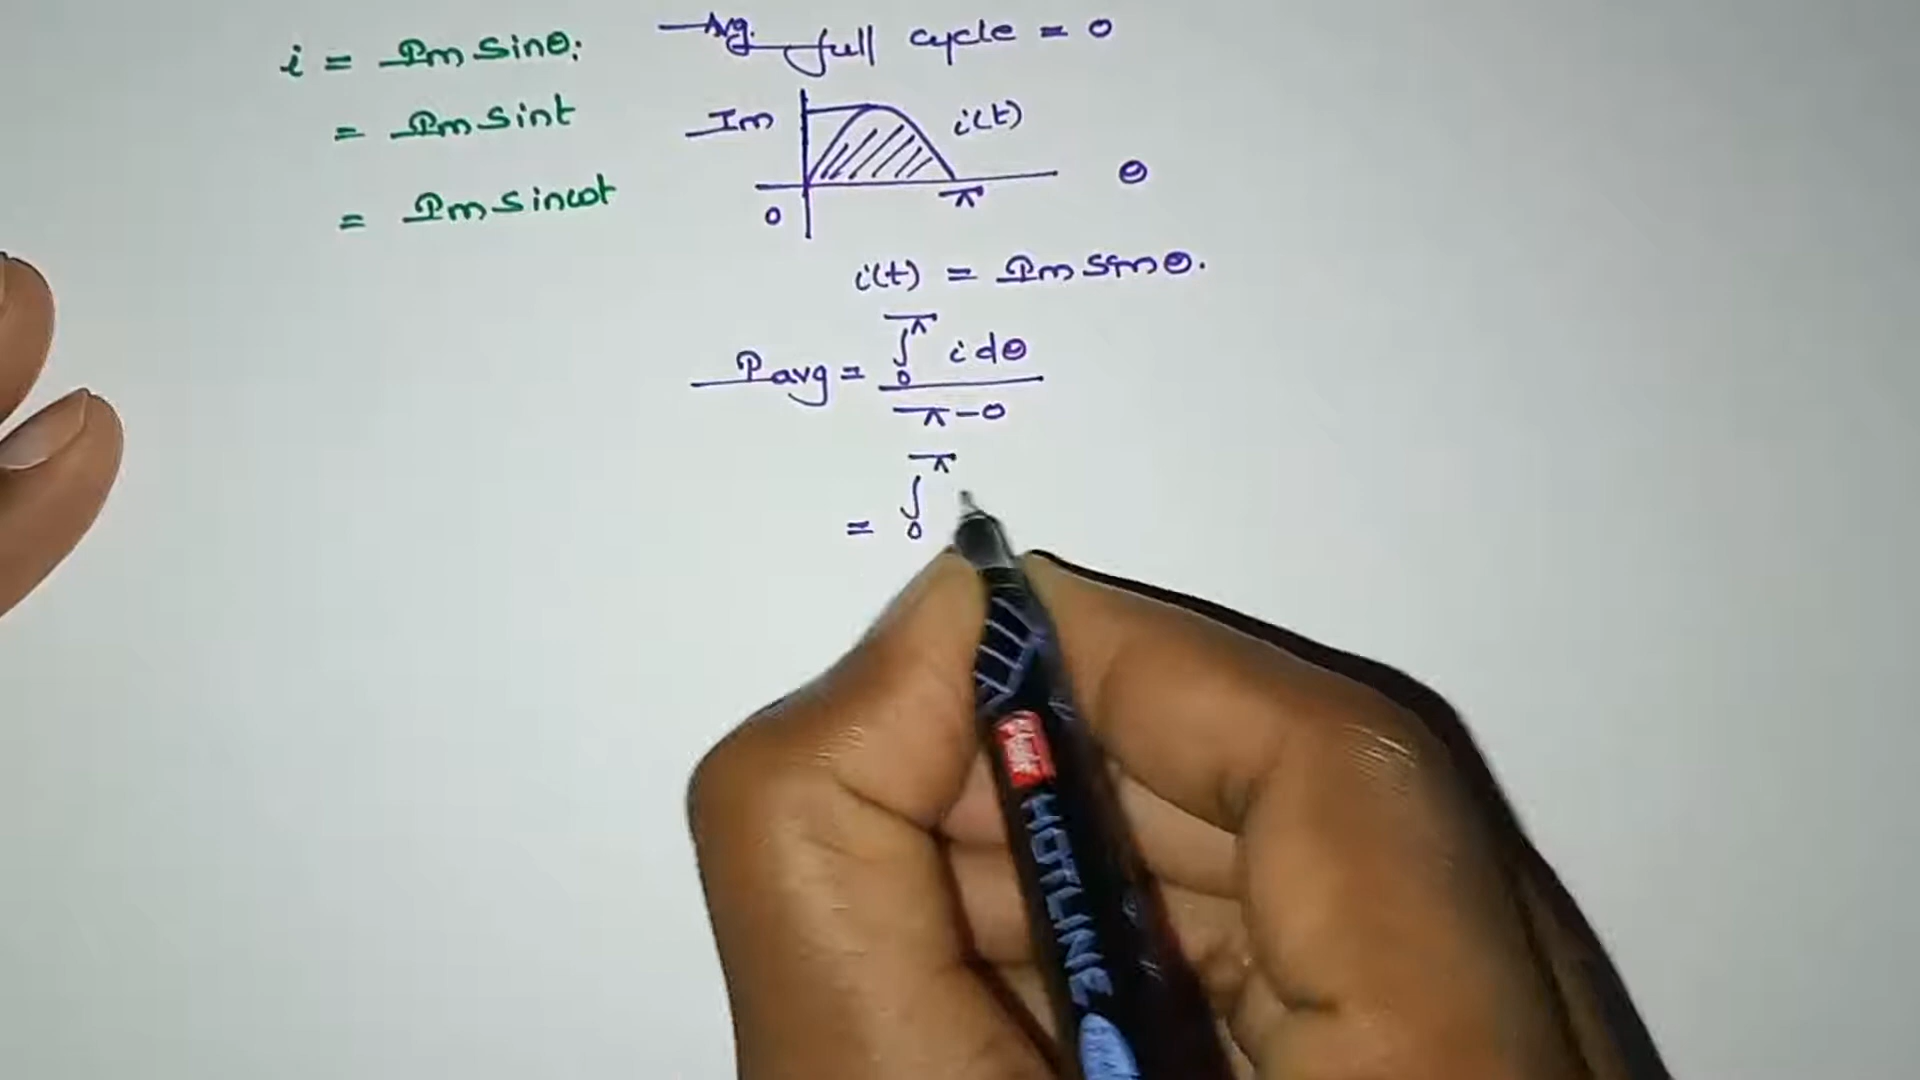 i = Im sinθ;
= Im sint
= Im sinωt
Avg. full cycle = 0
Im
i(t)
θ
0
π
i(t) = Im sinθ.
Iavg = ∫₀^π i dθ
π-0
= ∫₀^π
HOTLINE